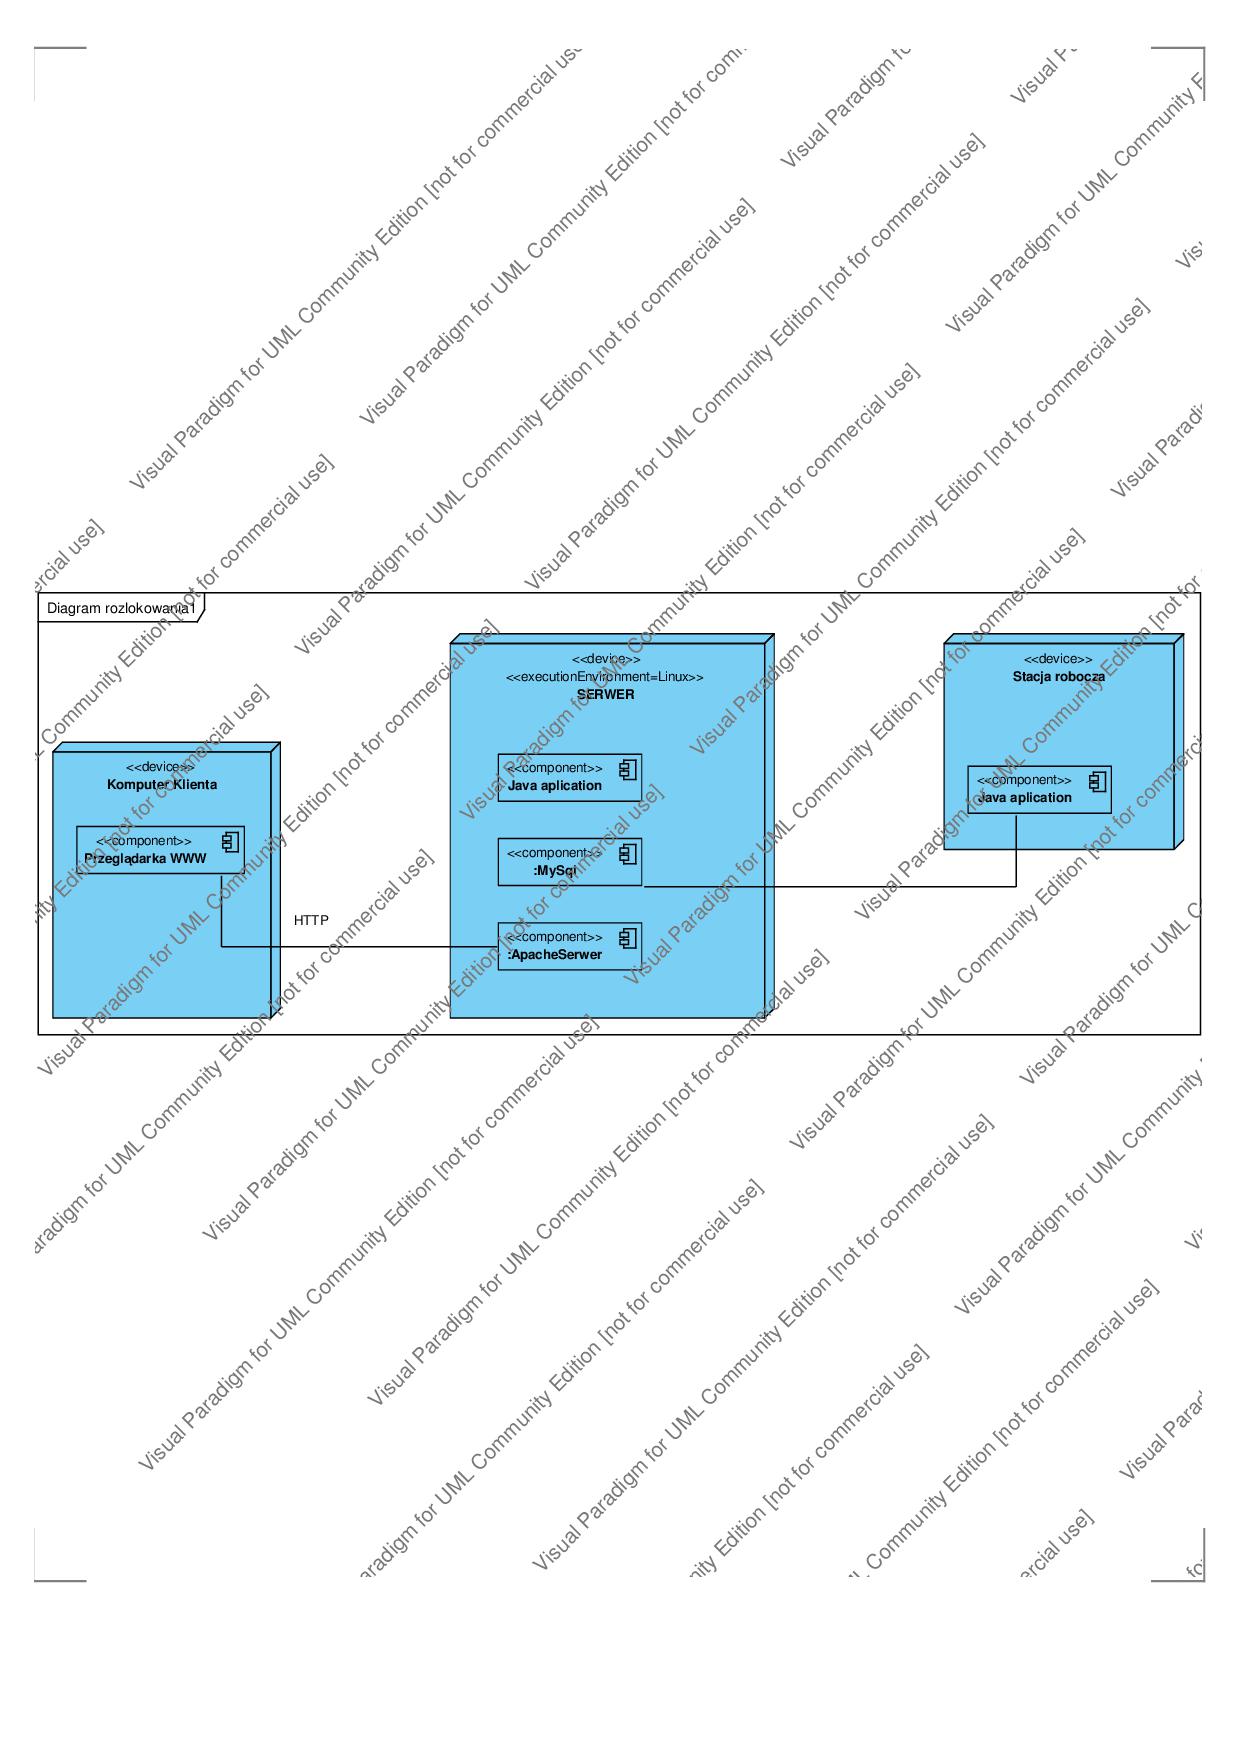 Diagram rozlokowana1
<<device>>
Komputer Klienta
<<component>>
Przeglądarka WWW
HTTP
<<device>>
<<executionEnvironment=Linux>>
SERWER
<<component>>
Java aplication
<<component>>
:MySql
<<component>>
:ApacheSerwer
<<device>>
Stacja robocza
<<component>>
Java aplication
Visual Paradigm for UML Community Edition [not for commercial use]